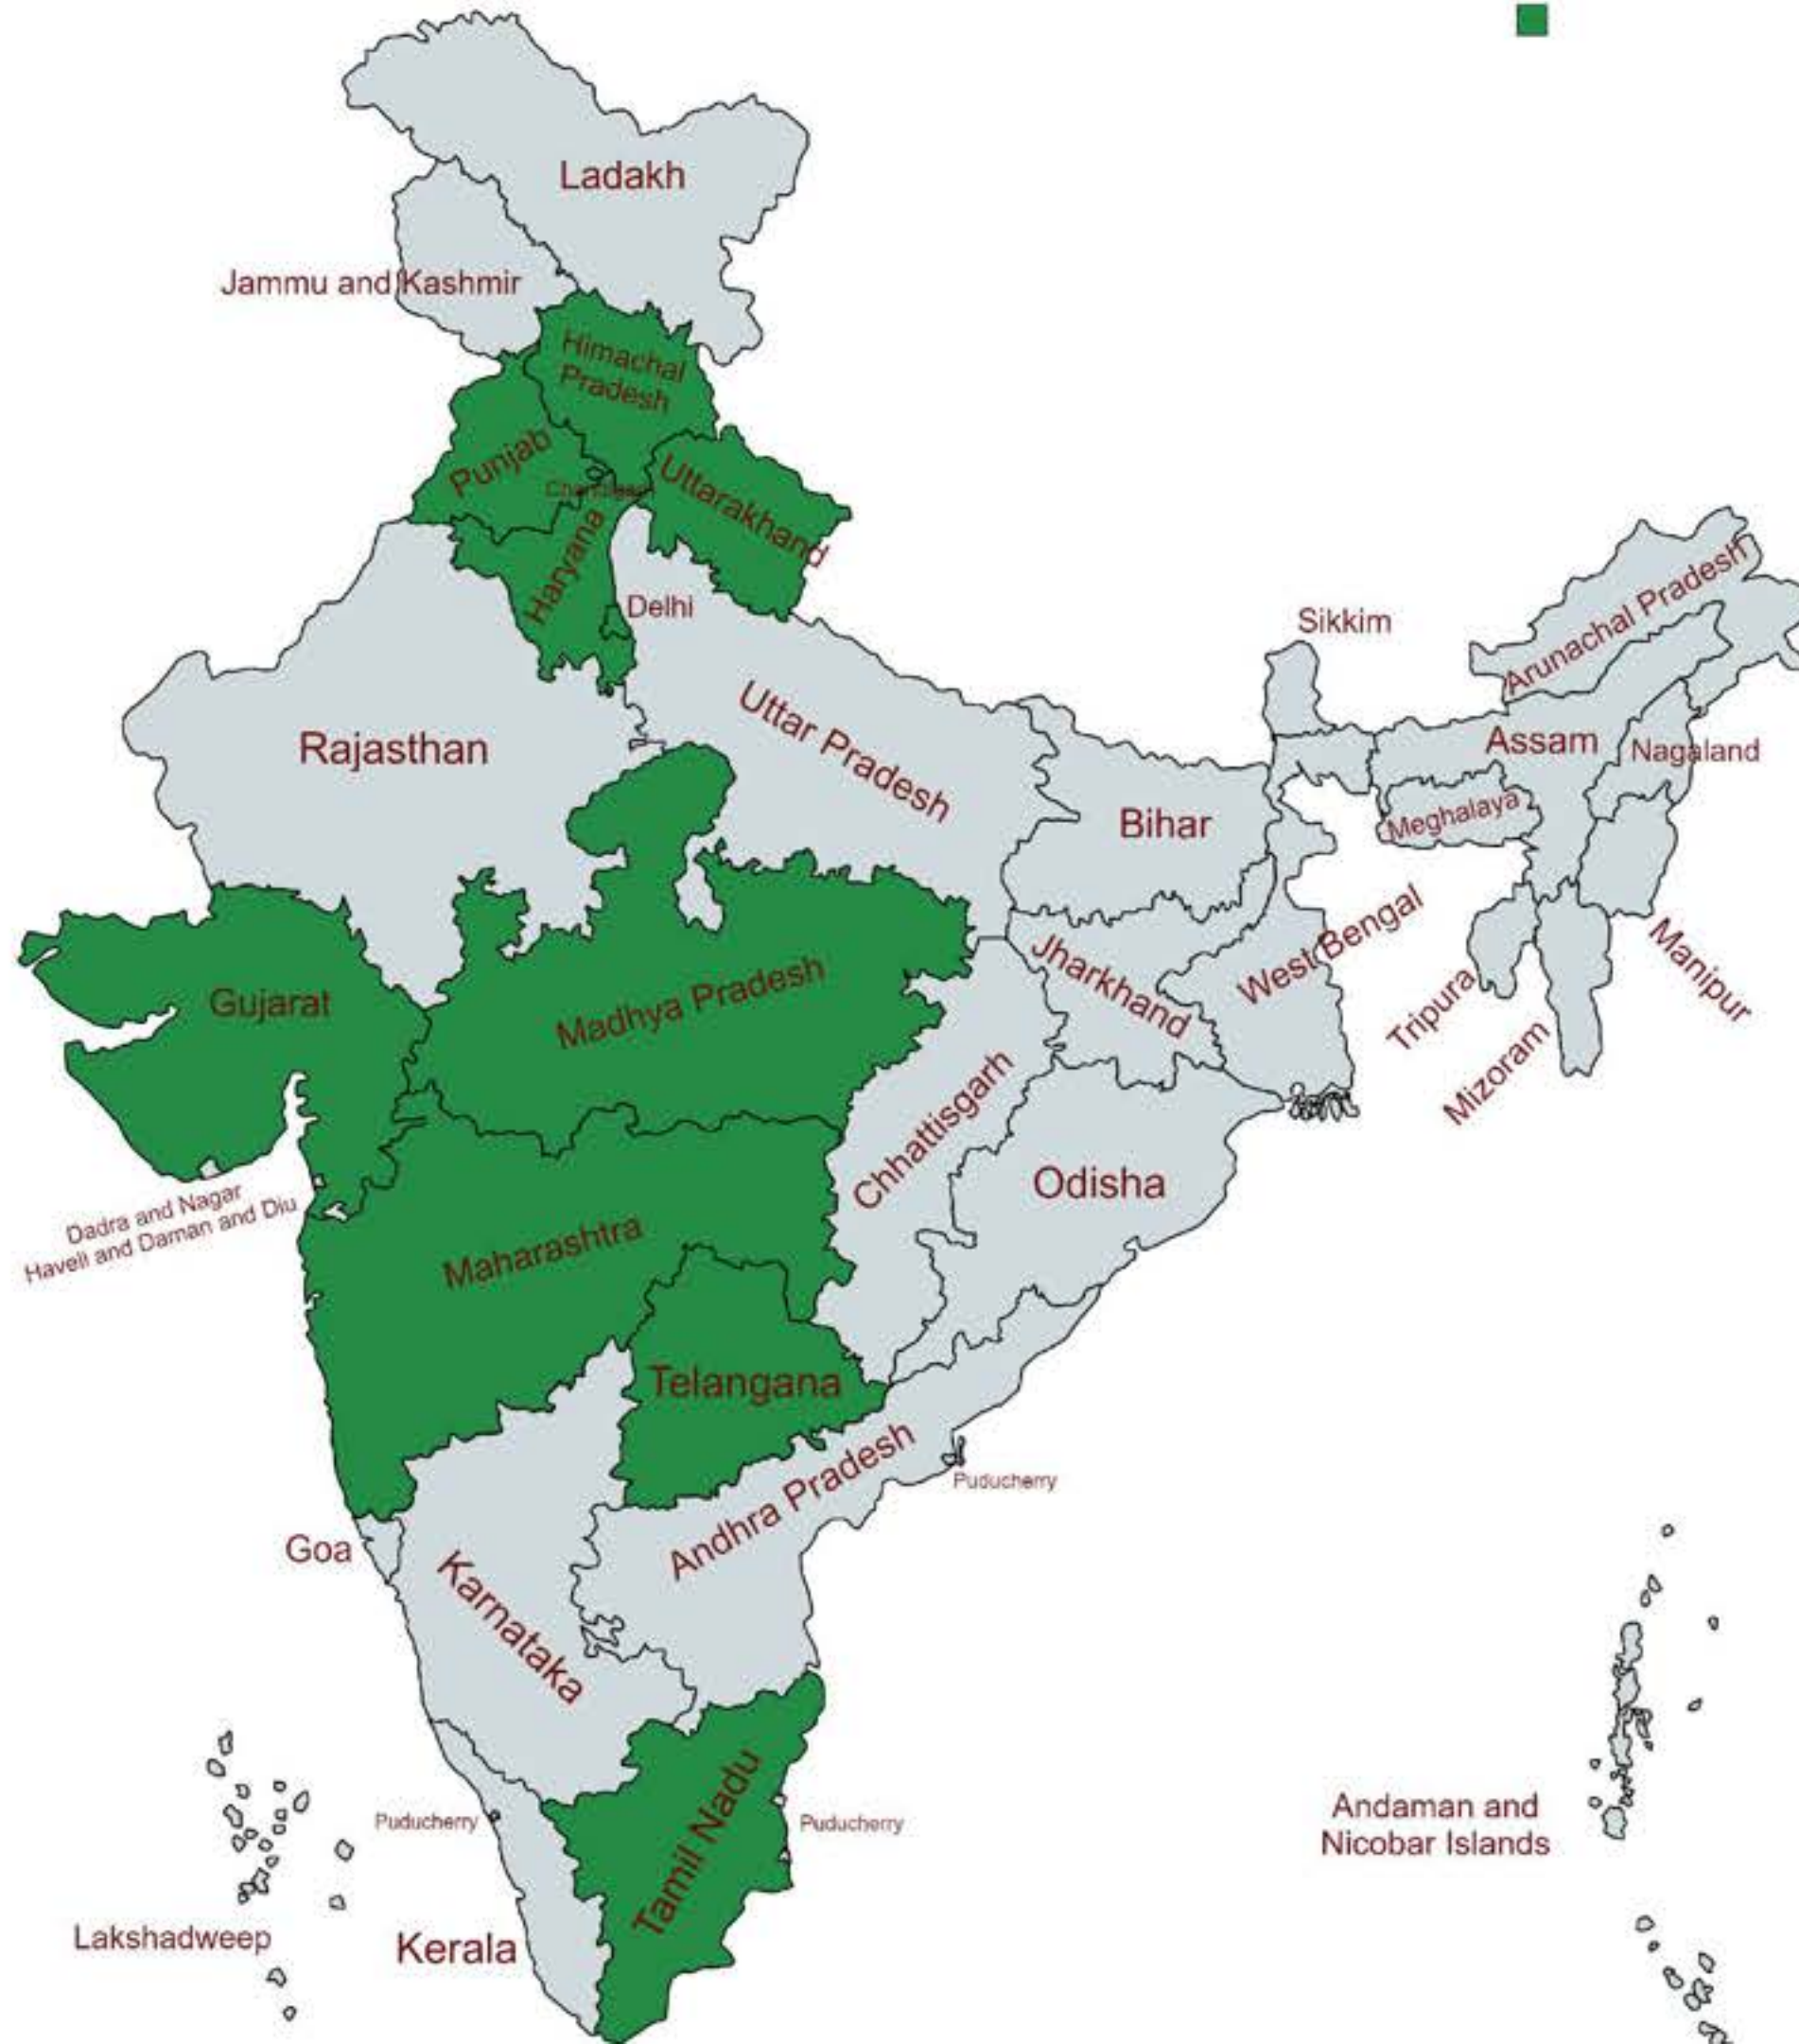 Ladakh
Jammu and Kashmir
Himachal
Pradesh
Punjab
Chandigarh
Uttarakhand
Haryana
Delhi
Sikkim
Arunachal Pradesh
Rajasthan
Uttar Pradesh
Assam
Nagaland
Bihar
Meghalaya
Gujarat
Madhya Pradesh
Jharkhand
West Bengal
Tripura
Mizoram
Manipur
Chhattisgarh
Odisha
Dadra and Nagar
Haveli and Daman and Diu
Maharashtra
Telangana
Andhra Pradesh
Puducherry
Goa
Karnataka
Puducherry
Tamil Nadu
Puducherry
Andaman and
Nicobar Islands
Lakshadweep
Kerala